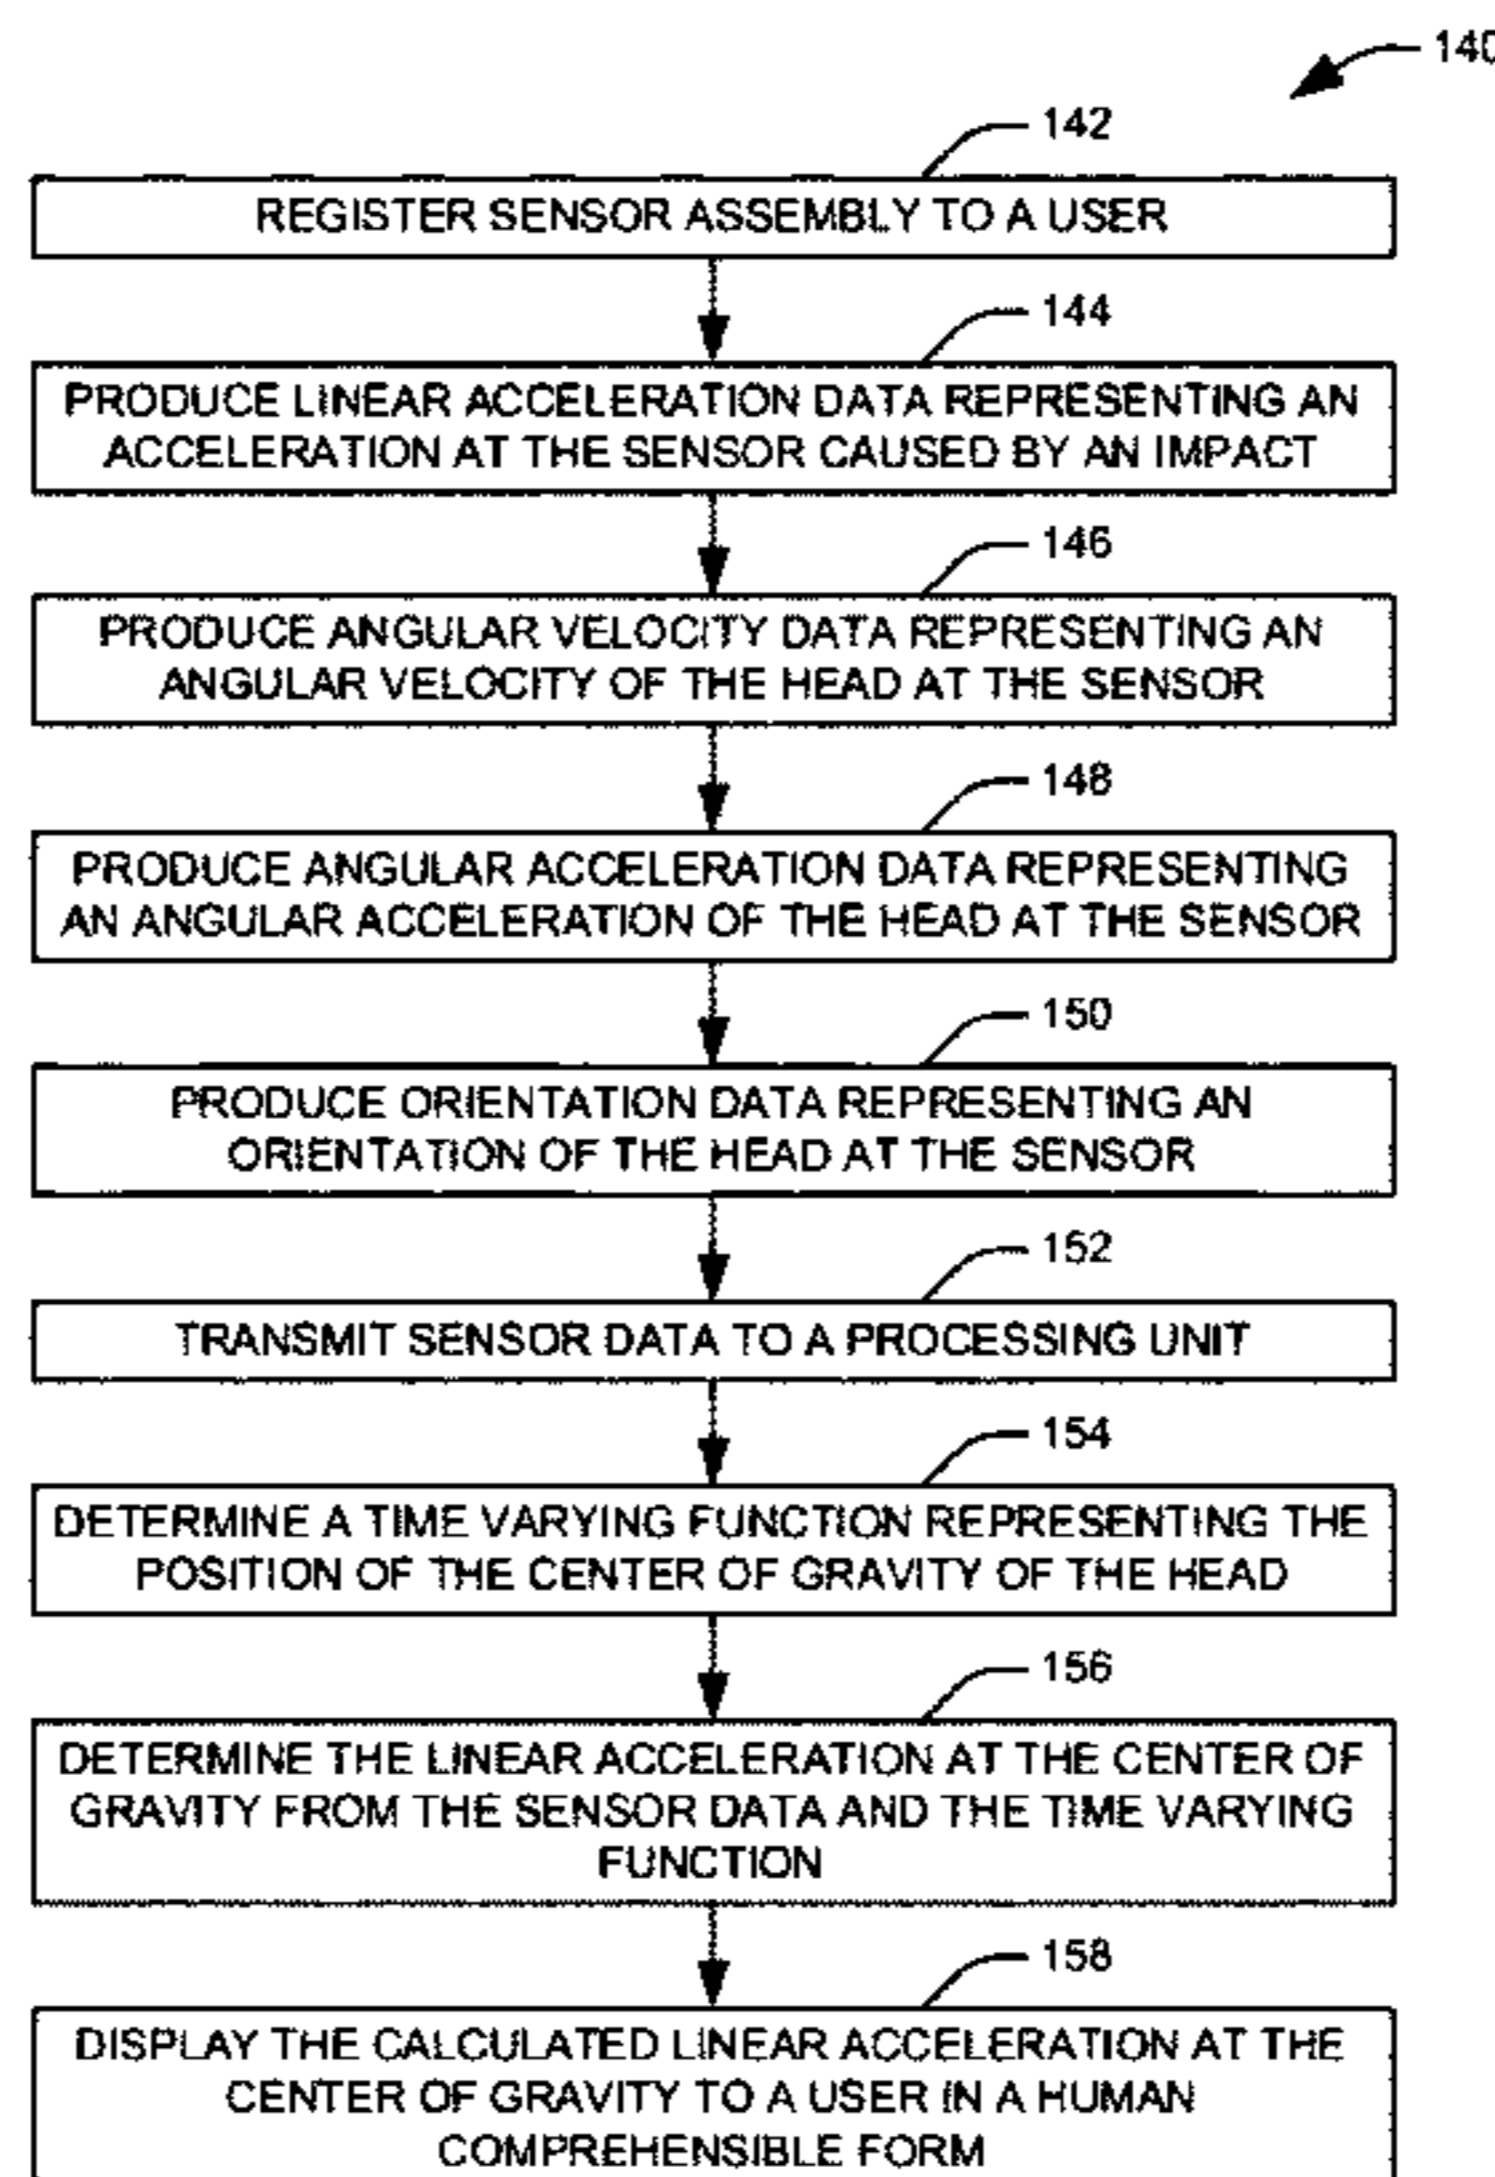 140
142
REGISTER SENSOR ASSEMBLY TO A USER
144
PRODUCE LINEAR ACCELERATION DATA REPRESENTING AN
ACCELERATION AT THE SENSOR CAUSED BY AN IMPACT
146
PRODUCE ANGULAR VELOCITY DATA REPRESENTING AN
ANGULAR VELOCITY OF THE HEAD AT THE SENSOR
148
PRODUCE ANGULAR ACCELERATION DATA REPRESENTING
AN ANGULAR ACCELERATION OF THE HEAD AT THE SENSOR
150
PRODUCE ORIENTATION DATA REPRESENTING AN
ORIENTATION OF THE HEAD AT THE SENSOR
152
TRANSMIT SENSOR DATA TO A PROCESSING UNIT
154
DETERMINE A TIME VARYING FUNCTION REPRESENTING THE
POSITION OF THE CENTER OF GRAVITY OF THE HEAD
156
DETERMINE THE LINEAR ACCELERATION AT THE CENTER OF
GRAVITY FROM THE SENSOR DATA AND THE TIME VARYING
FUNCTION
158
DISPLAY THE CALCULATED LINEAR ACCELERATION AT THE
CENTER OF GRAVITY TO A USER IN A HUMAN
COMPREHENSIBLE FORM